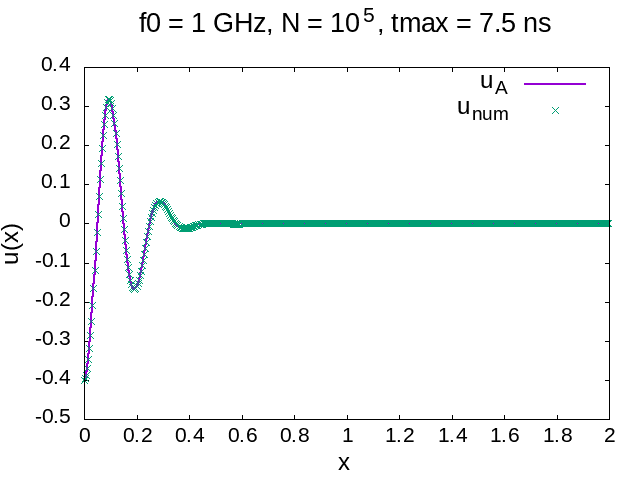 f0 = 1 GHz, N = 10⁵, tmax = 7.5 ns
0.4
0.3
0.2
0.1
0
-0.1
-0.2
-0.3
-0.4
-0.5
u(x)
u_A
u_num
0 0.2 0.4 0.6 0.8 1 1.2 1.4 1.6 1.8 2
x